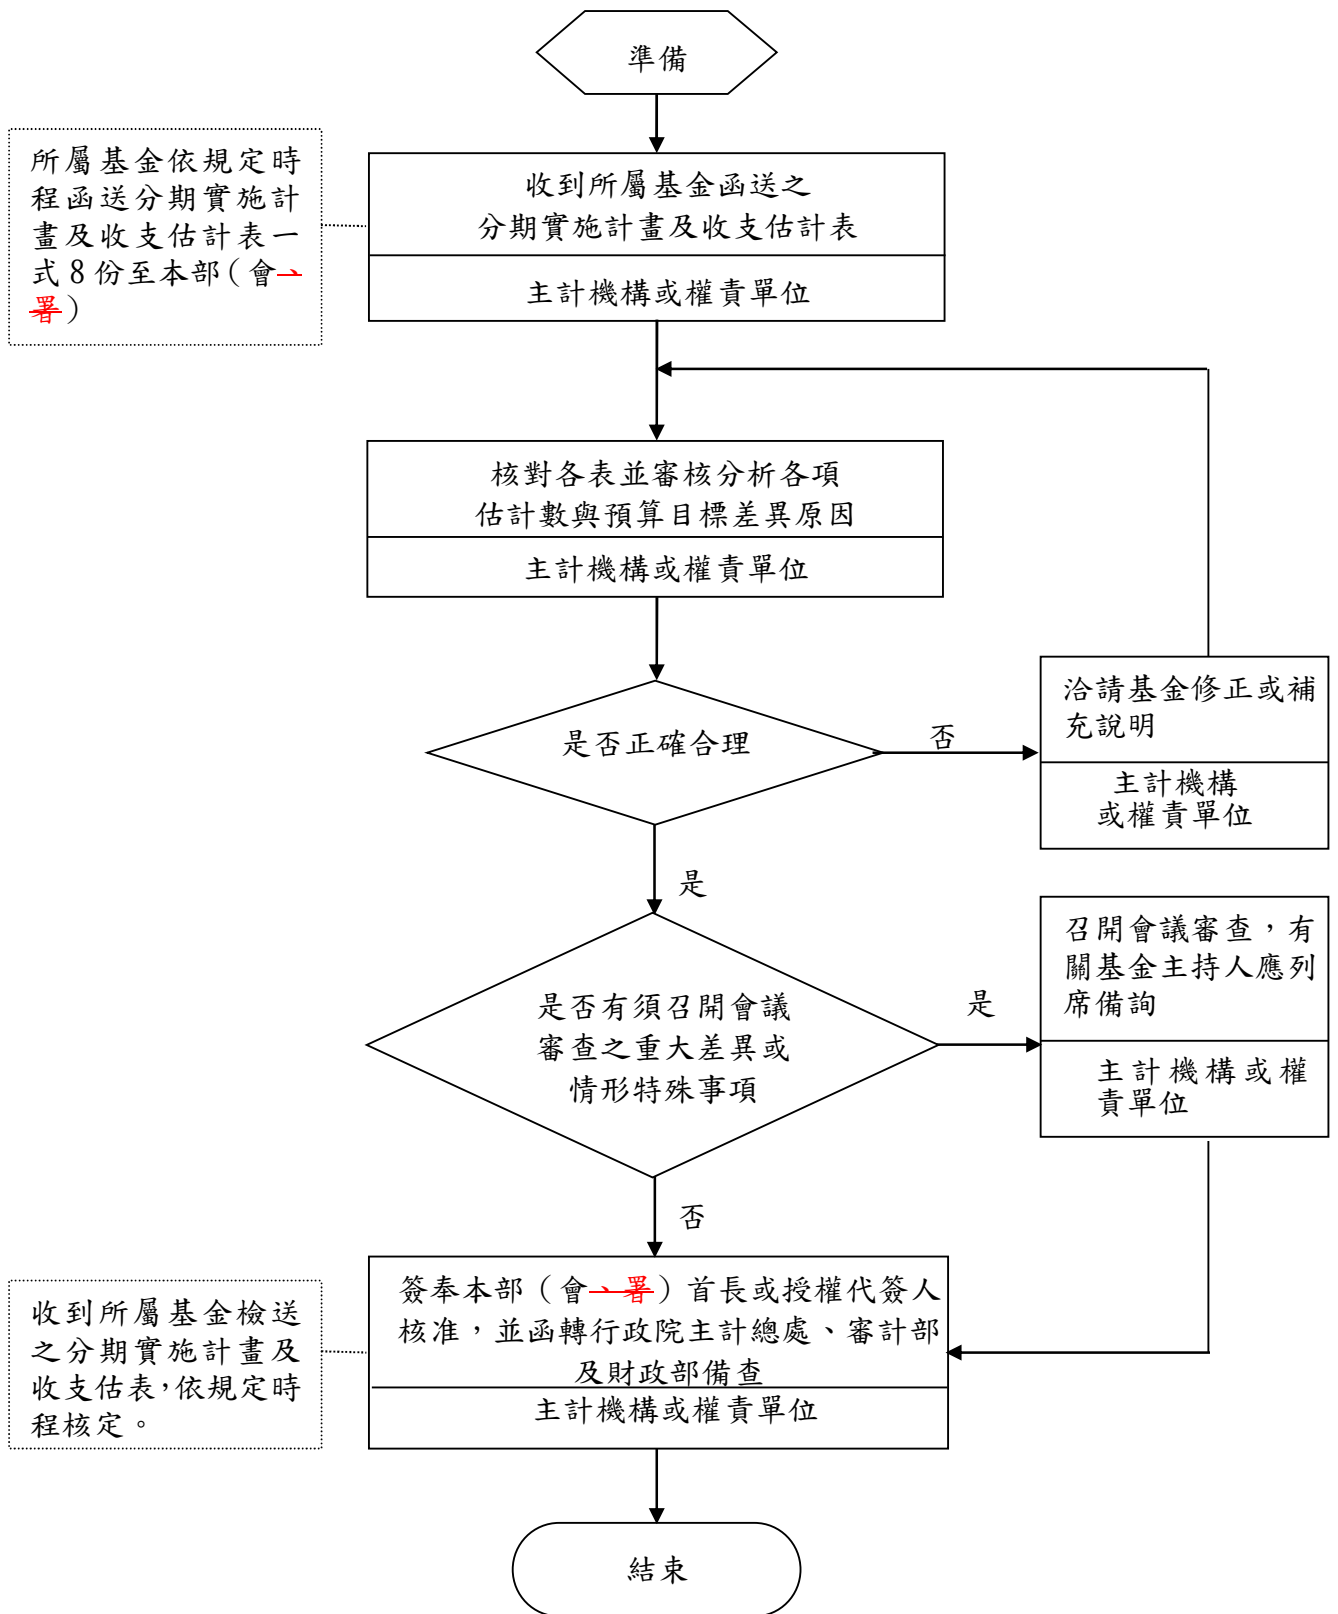 準備
所屬基金依規定時
程函送分期實施計
畫及收支估計表一
式8份至本部(會、
署)
收到所屬基金函送之
分期實施計畫及收支估計表
主計機構或權責單位
核對各表並審核分析各項
估計數與預算目標差異原因
主計機構或權責單位
是否正確合理
否
洽請基金修正或補
充說明
主計機構
或權責單位
是
是否有須召開會議
審查之重大差異或
情形特殊事項
是
召開會議審查,有
關基金主持人應列
席備詢
主計機構或權
責單位
否
簽奉本部(會、署)首長或授權代簽人
核准,並函轉行政院主計總處、審計部
及財政部備查
主計機構或權責單位
收到所屬基金檢送
之分期實施計畫及
收支估表,依規定時
程核定。
結束